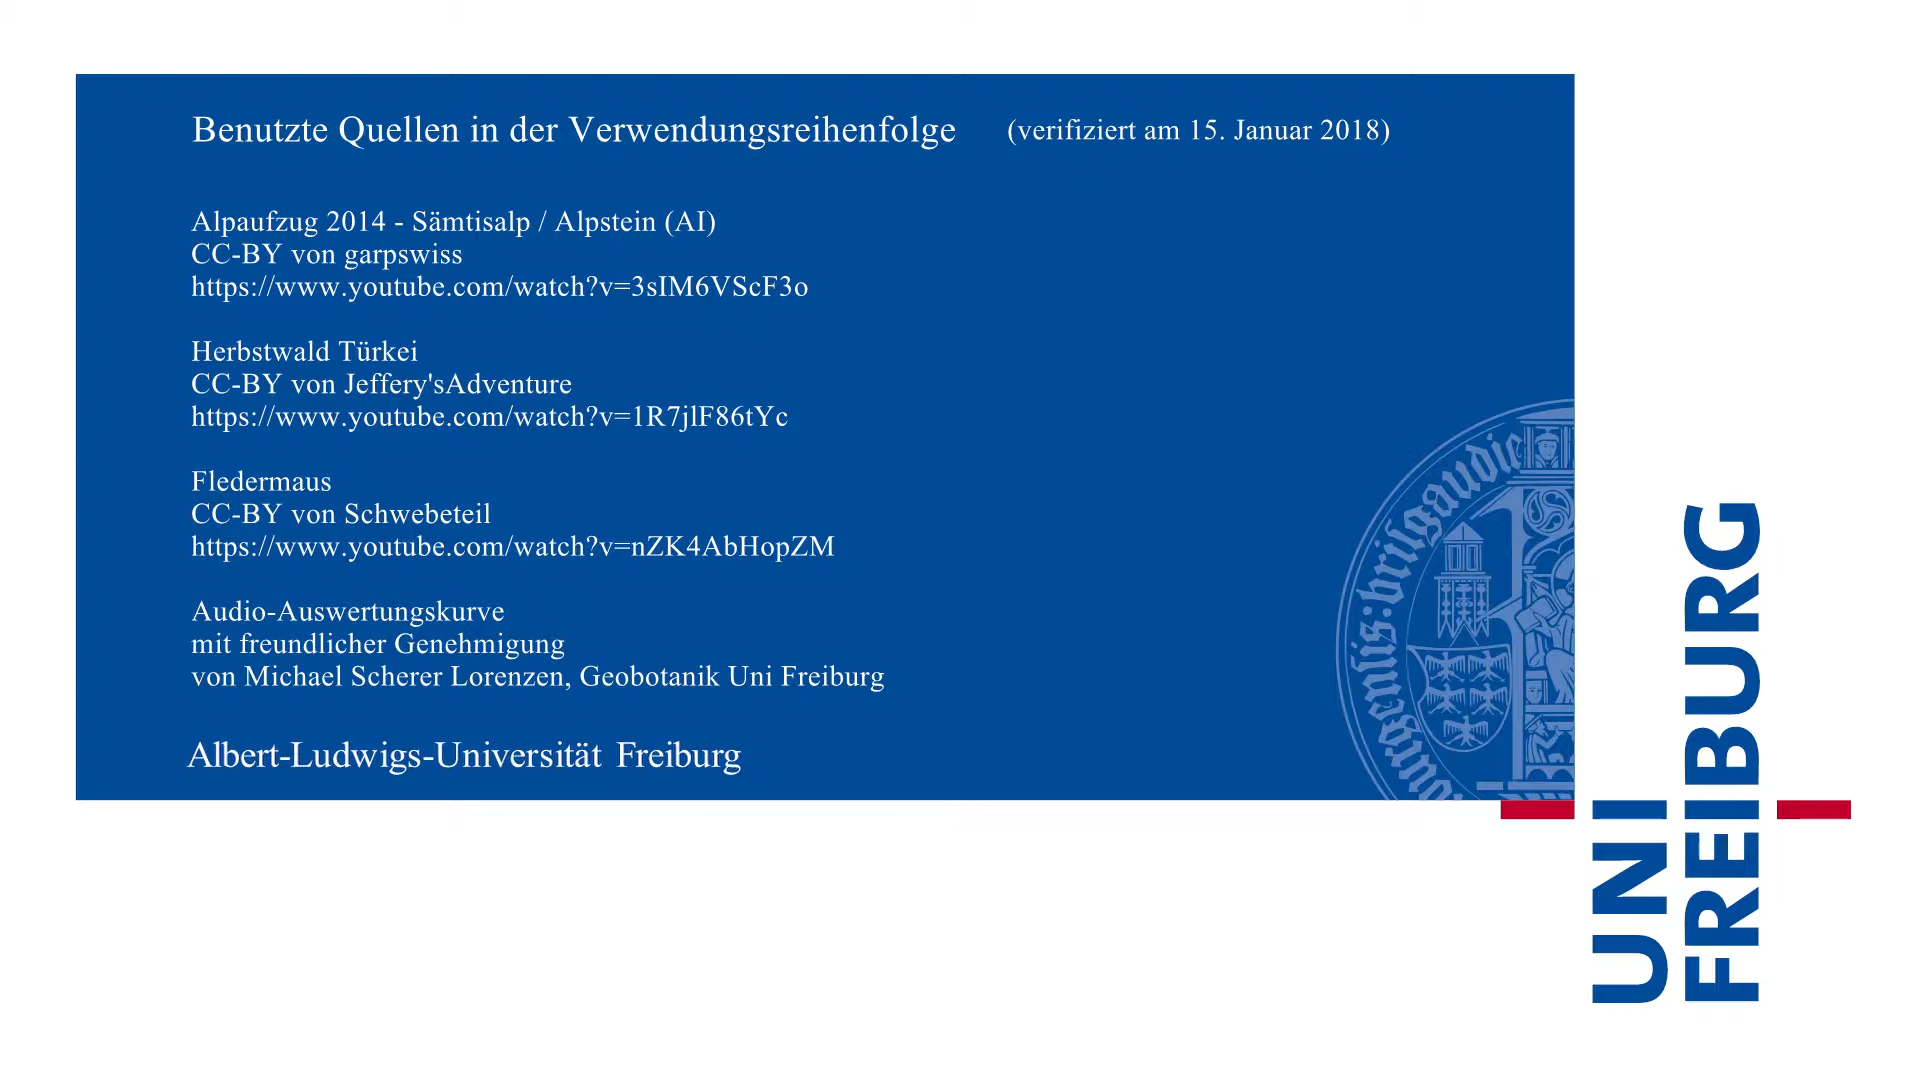 Benutzte Quellen in der Verwendungsreihenfolge (verifiziert am 15. Januar 2018)
Alpaufzug 2014 - Sämtisalp / Alpstein (AI)
CC-BY von garpswiss
https://www.youtube.com/watch?v=3sIM6VScF3o
Herbstwald Türkei
CC-BY von Jeffery'sAdventure
https://www.youtube.com/watch?v=1R7jlF86tYc
Fledermaus
CC-BY von Schwebeteil
https://www.youtube.com/watch?v=nZK4AbHopZM
Audio-Auswertungskurve
mit freundlicher Genehmigung
von Michael Scherer Lorenzen, Geobotanik Uni Freiburg
Albert-Ludwigs-Universität Freiburg
UNI
FREIBURG